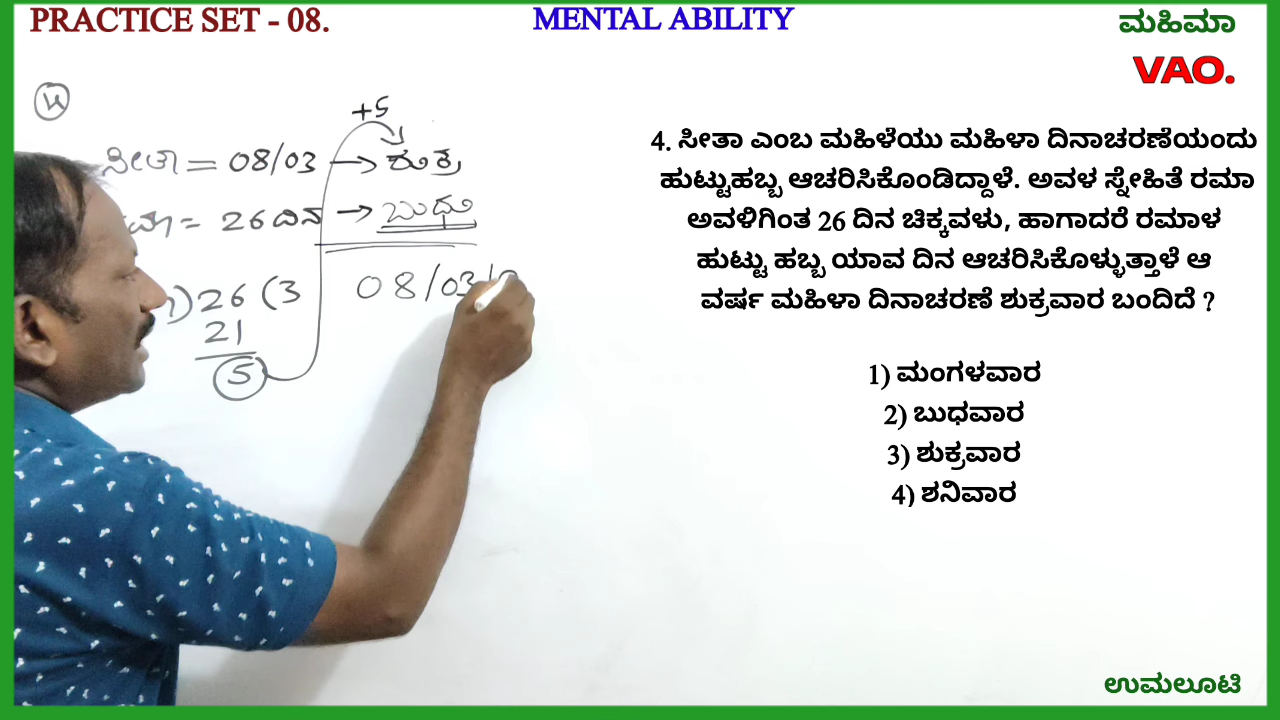 PRACTICE SET - 08.
MENTAL ABILITY
ಮಹಿಮಾ
VAO.
4. ಸೀತಾ ಎಂಬ ಮಹಿಳೆಯು ಮಹಿಳಾ ದಿನಾಚರಣೆಯಂದು
ಹುಟ್ಟುಹಬ್ಬ ಆಚರಿಸಿಕೊಂಡಿದ್ದಾಳೆ. ಅವಳ ಸ್ನೇಹಿತೆ ರಮಾ
ಅವಳಿಗಿಂತ 26 ದಿನ ಚಿಕ್ಕವಳು, ಹಾಗಾದರೆ ರಮಾಳ
ಹುಟ್ಟು ಹಬ್ಬ ಯಾವ ದಿನ ಆಚರಿಸಿಕೊಳ್ಳುತ್ತಾಳೆ ಆ
ವರ್ಷ ಮಹಿಳಾ ದಿನಾಚರಣೆ ಶುಕ್ರವಾರ ಬಂದಿದೆ ?
1) ಮಂಗಳವಾರ
2) ಬುಧವಾರ
3) ಶುಕ್ರವಾರ
4) ಶನಿವಾರ
4
+5
ಸೀತಾ = 08/03 → ಶುಕ್ರ
= 26 ದಿನ → ಬುಧ
) 26 ( 3
21
5
08/03/
ಉಮಲೂಟಿ